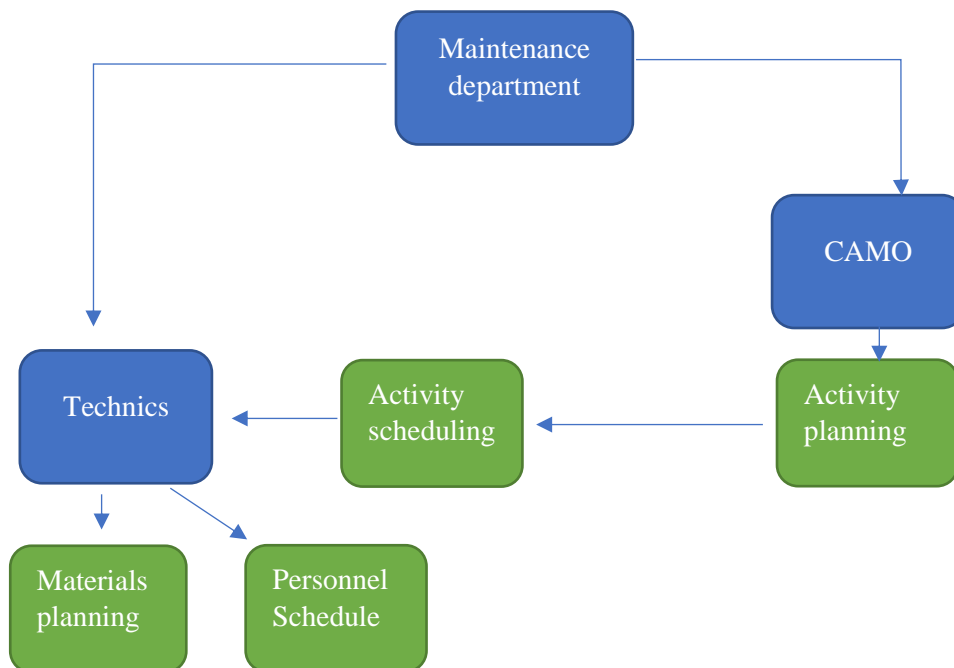 Maintenance
department
CAMO
Technics
Activity
scheduling
Activity
planning
Materials
planning
Personnel
Schedule